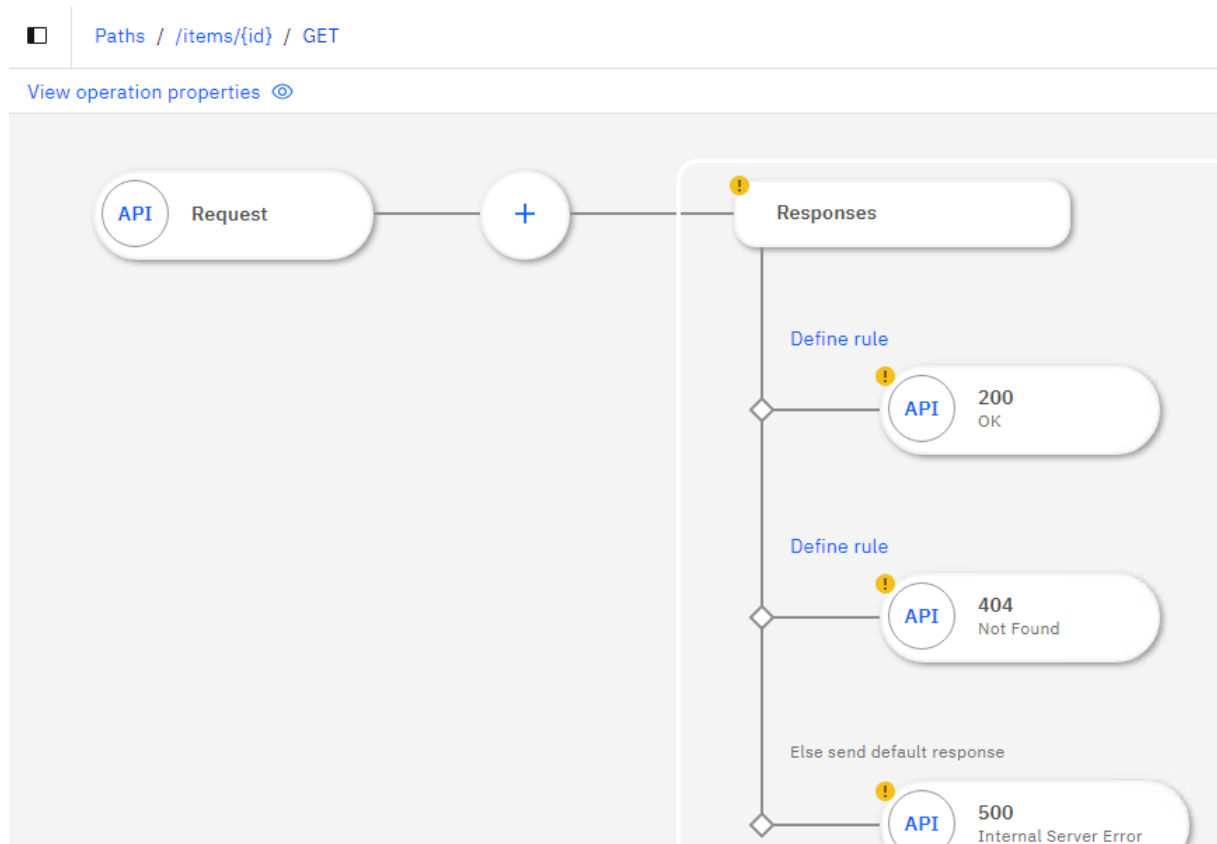 Paths / /items/{id} / GET
View operation properties
API Request
+
! Responses
Define rule
! API 200
OK
Define rule
! API 404
Not Found
Else send default response
! API 500
Internal Server Error